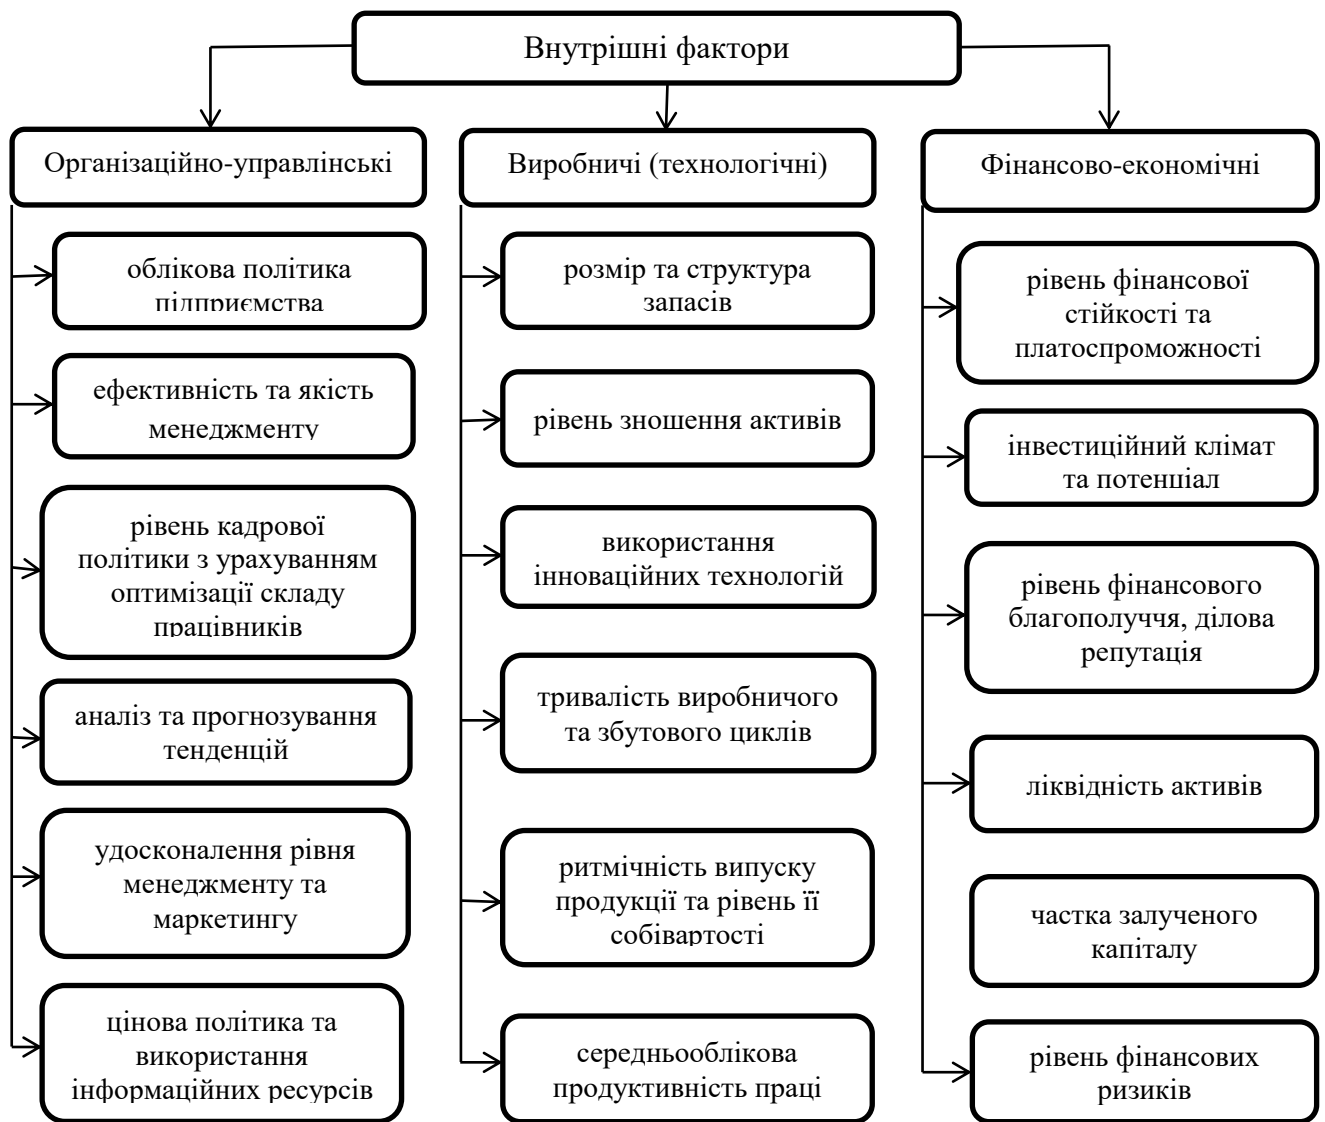 Внутрішні фактори
Організаційно-управлінські
облікова політика
підприємства
ефективність та якість
менеджменту
рівень кадрової
політики з урахуванням
оптимізації складу
працівників
аналіз та прогнозування
тенденцій
удосконалення рівня
менеджменту та
маркетингу
цінова політика та
використання
інформаційних ресурсів
Виробничі (технологічні)
розмір та структура
запасів
рівень зношення активів
використання
інноваційних технологій
тривалість виробничого
та збутового циклів
ритмічність випуску
продукції та рівень її
собівартості
середньооблікова
продуктивність праці
Фінансово-економічні
рівень фінансової
стійкості та
платоспроможності
інвестиційний клімат
та потенціал
рівень фінансового
благополуччя, ділова
репутація
ліквідність активів
частка залученого
капіталу
рівень фінансових
ризиків